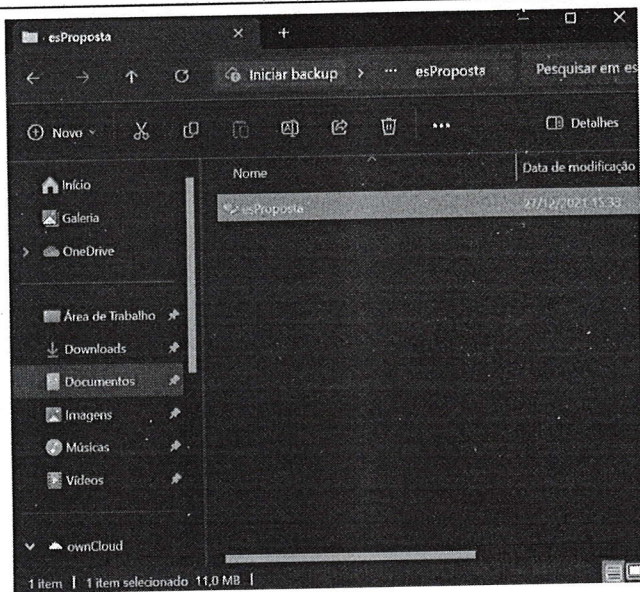 esProposta
Iniciar backup > ... esProposta Pesquisar em es
Novo Detalhes
Nome Data de modificação
esProposta 27/12/2021 15:33
Início
Galeria
OneDrive
Área de Trabalho
Downloads
Documentos
Imagens
Músicas
Vídeos
ownCloud
1 item | 1 item selecionado 11,0 MB |